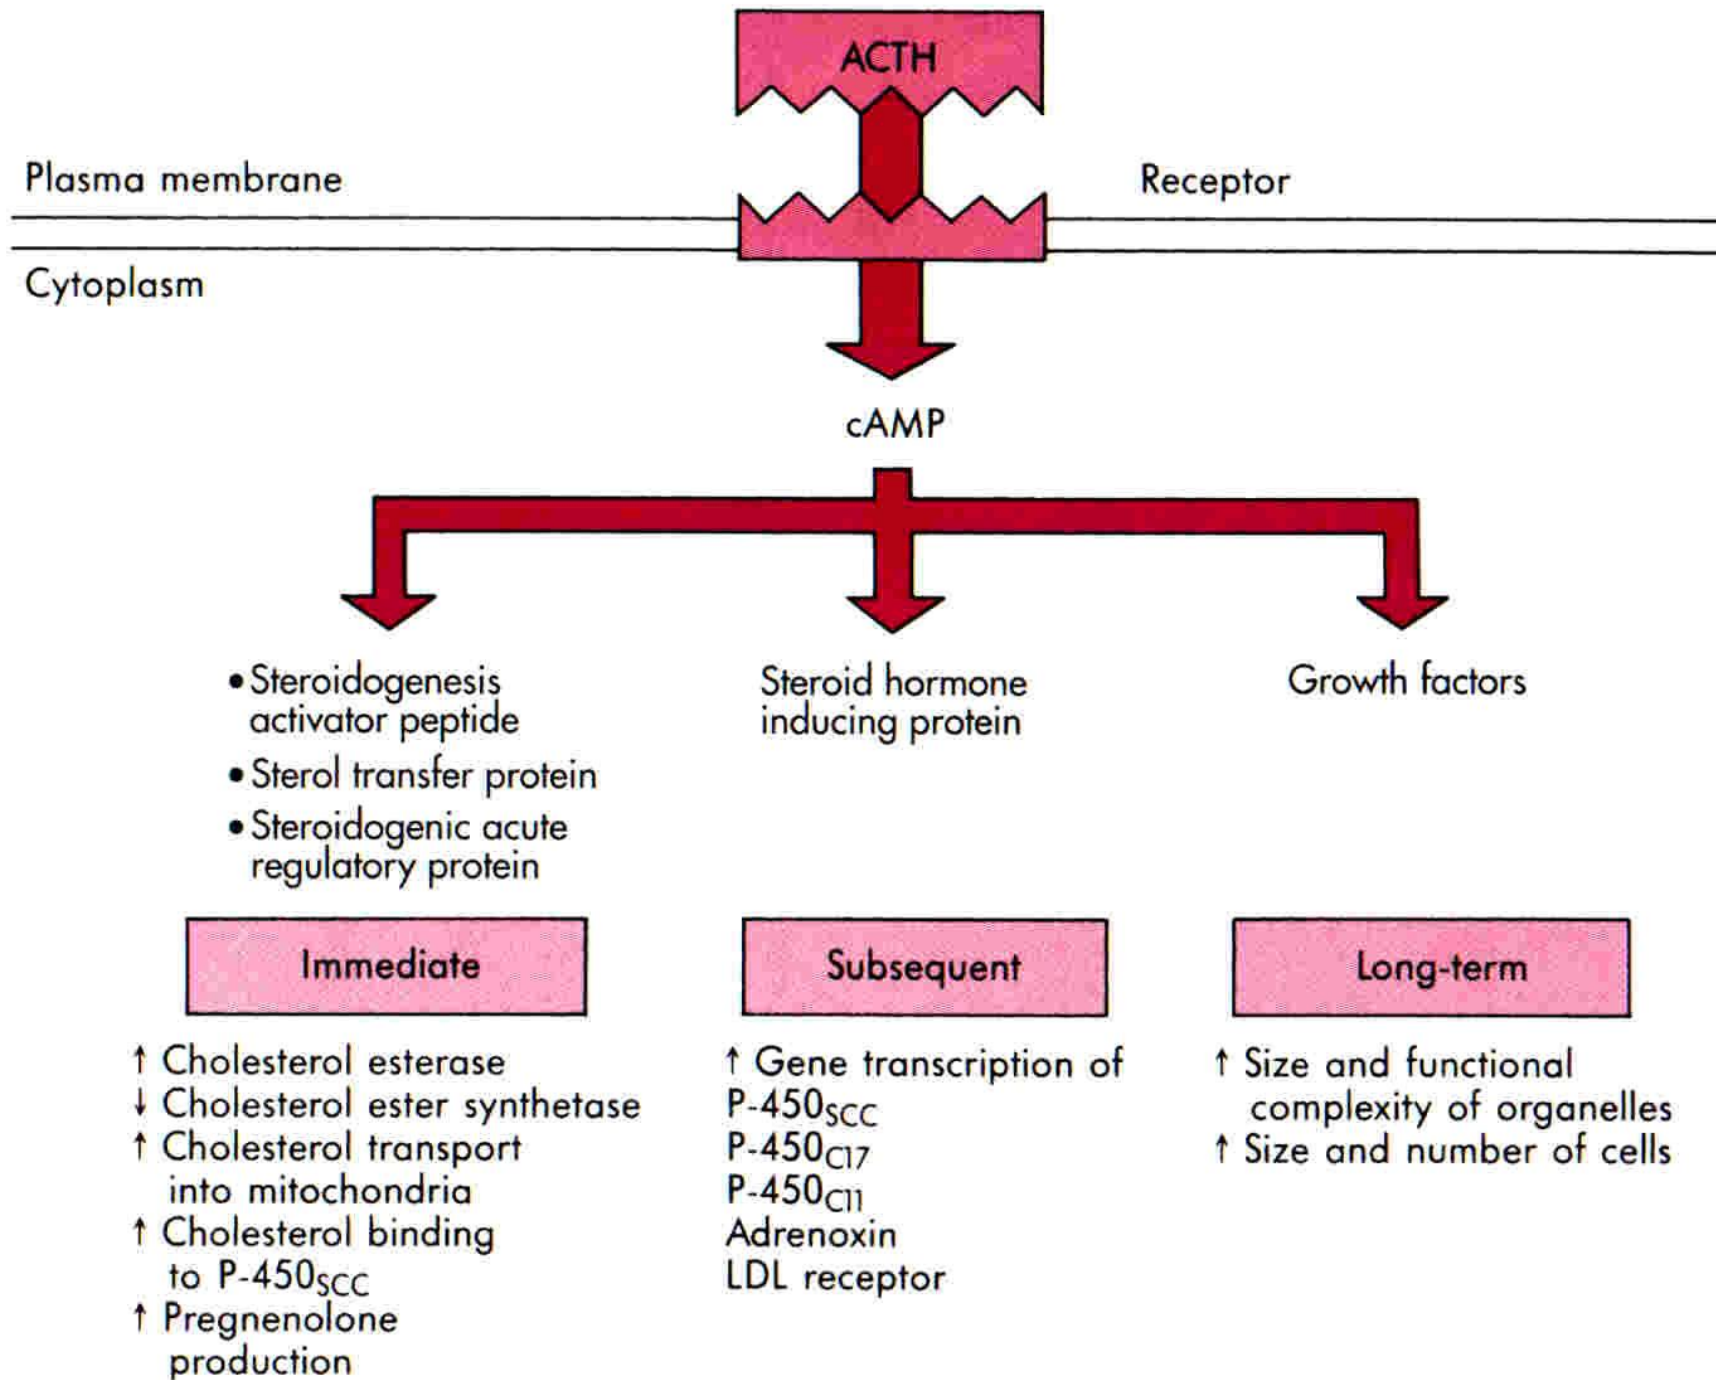 ACTH
Plasma membrane
Receptor
Cytoplasm
cAMP
•Steroidogenesis
activator peptide
•Sterol transfer protein
•Steroidogenic acute
regulatory protein
Steroid hormone
inducing protein
Growth factors
Immediate
↑ Cholesterol esterase
↓ Cholesterol ester synthetase
↑ Cholesterol transport
into mitochondria
↑ Cholesterol binding
to P-450SCC
↑ Pregnenolone
production
Subsequent
↑ Gene transcription of
P-450SCC
P-450C17
P-450C11
Adrenoxin
LDL receptor
Long-term
↑ Size and functional
complexity of organelles
↑ Size and number of cells